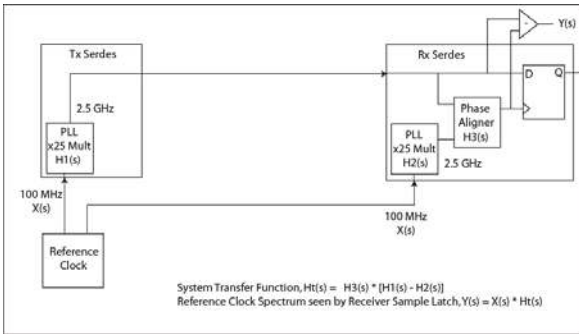 Tx Serdes
2.5 GHz
PLL
x25 Mult
H1(s)
100 MHz
X(s)
Reference
Clock
Rx Serdes
Y(s)
-
D
Q
Phase
Aligner
H3(s)
PLL
x25 Mult
H2(s)
2.5 GHz
100 MHz
X(s)
System Transfer Function, Ht(s) = H3(s) * [H1(s) - H2(s)]
Reference Clock Spectrum seen by Receiver Sample Latch, Y(s) = X(s) * Ht(s)